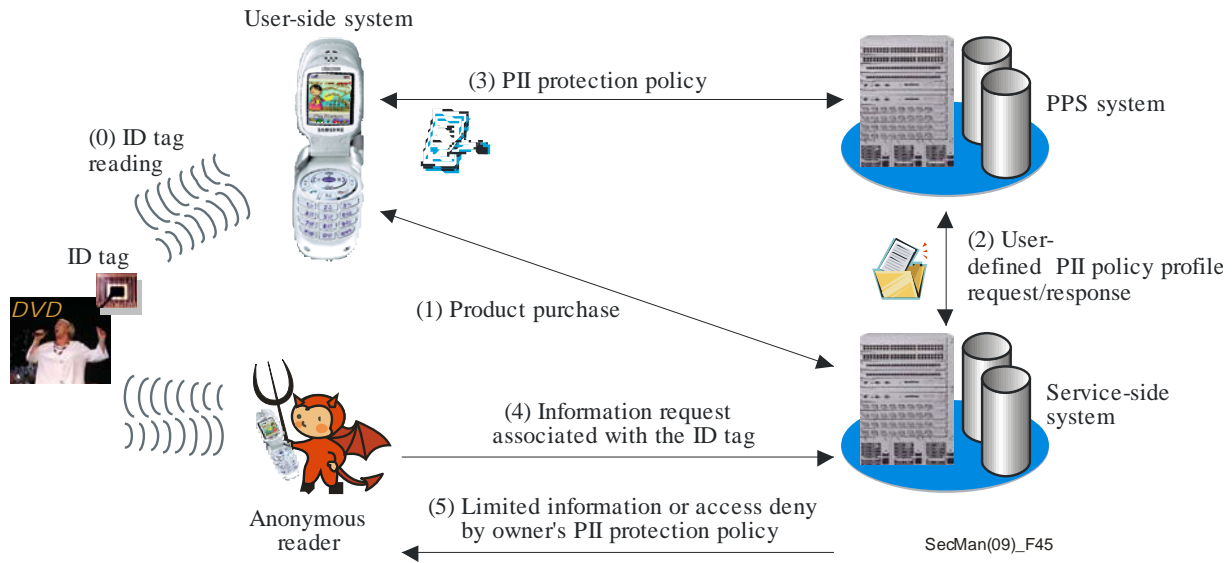 User-side system
(3) PII protection policy
PPS system
(0) ID tag
reading
SAMSUNG
ID tag
DVD
(2) User-
defined PII policy profile
request/response
(1) Product purchase
Service-side
system
(4) Information request
associated with the ID tag
Anonymous
reader
(5) Limited information or access deny
by owner's PII protection policy
SecMan(09)_F45